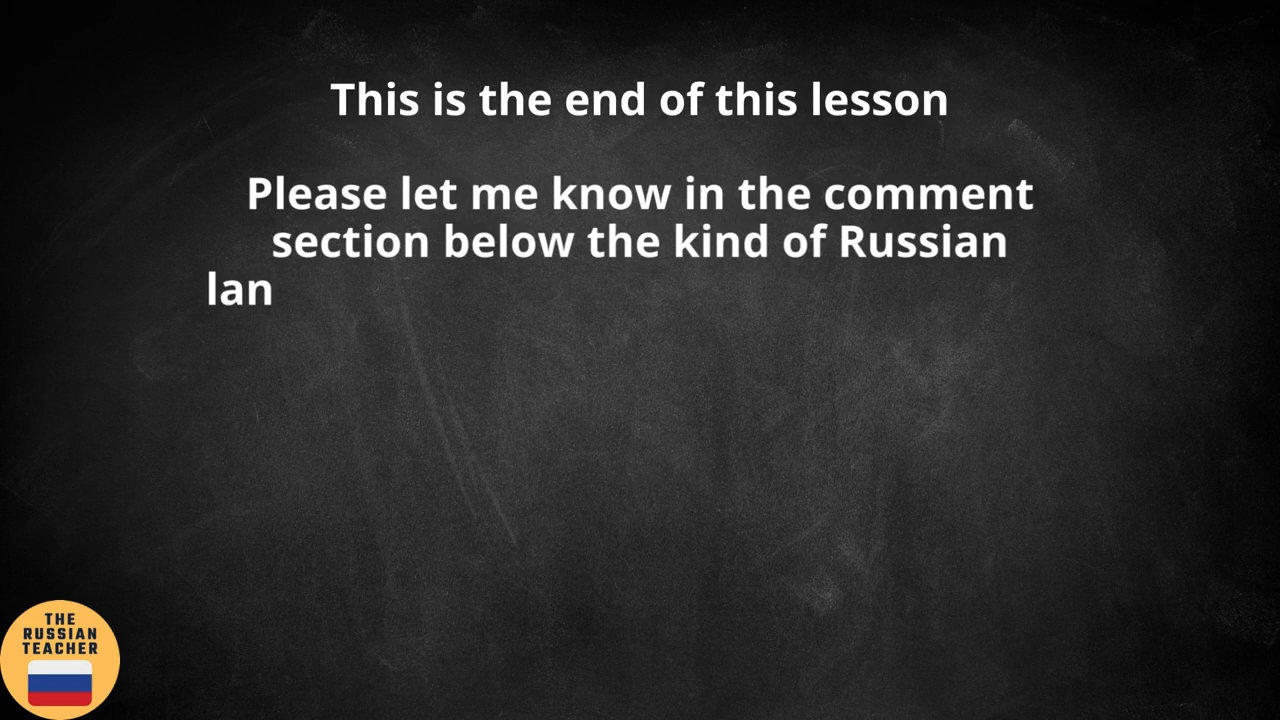 This is the end of this lesson
Please let me know in the comment
section below the kind of Russian
lan
THE
RUSSIAN
TEACHER